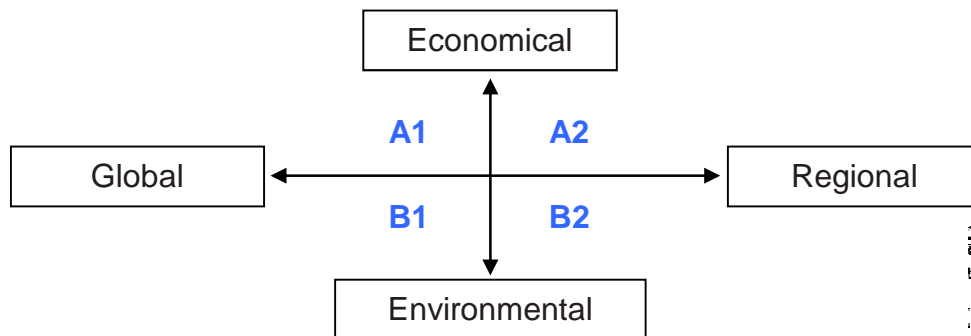 Economical
A1 A2
Global Regional
B1 B2
Environmental